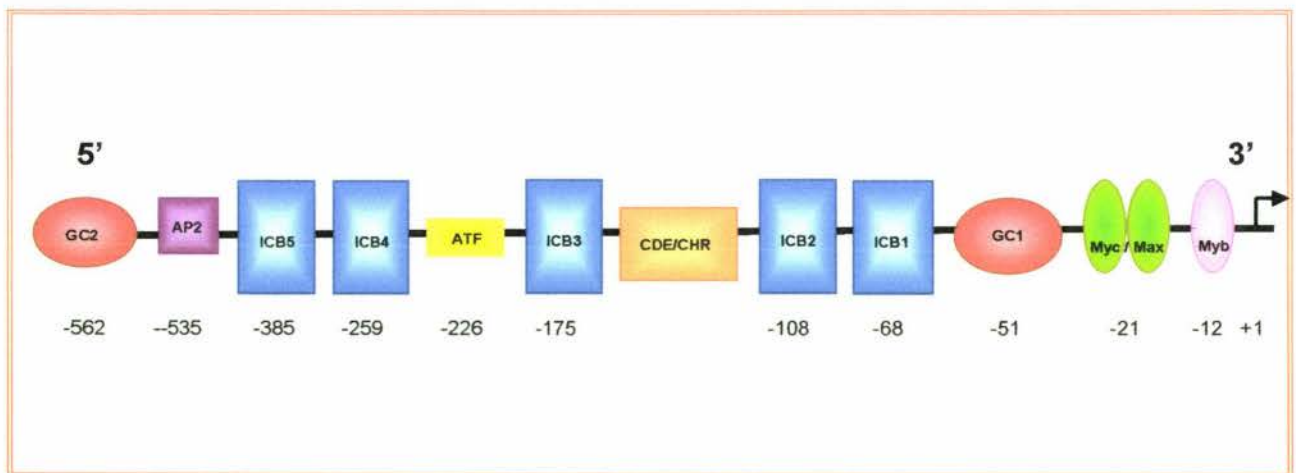 5’ 3’
GC2 AP2 ICB5 ICB4 ATF ICB3 CDE/CHR ICB2 ICB1 GC1 Myc / Max Myb
-562 --535 -385 -259 -226 -175 -108 -68 -51 -21 -12 +1